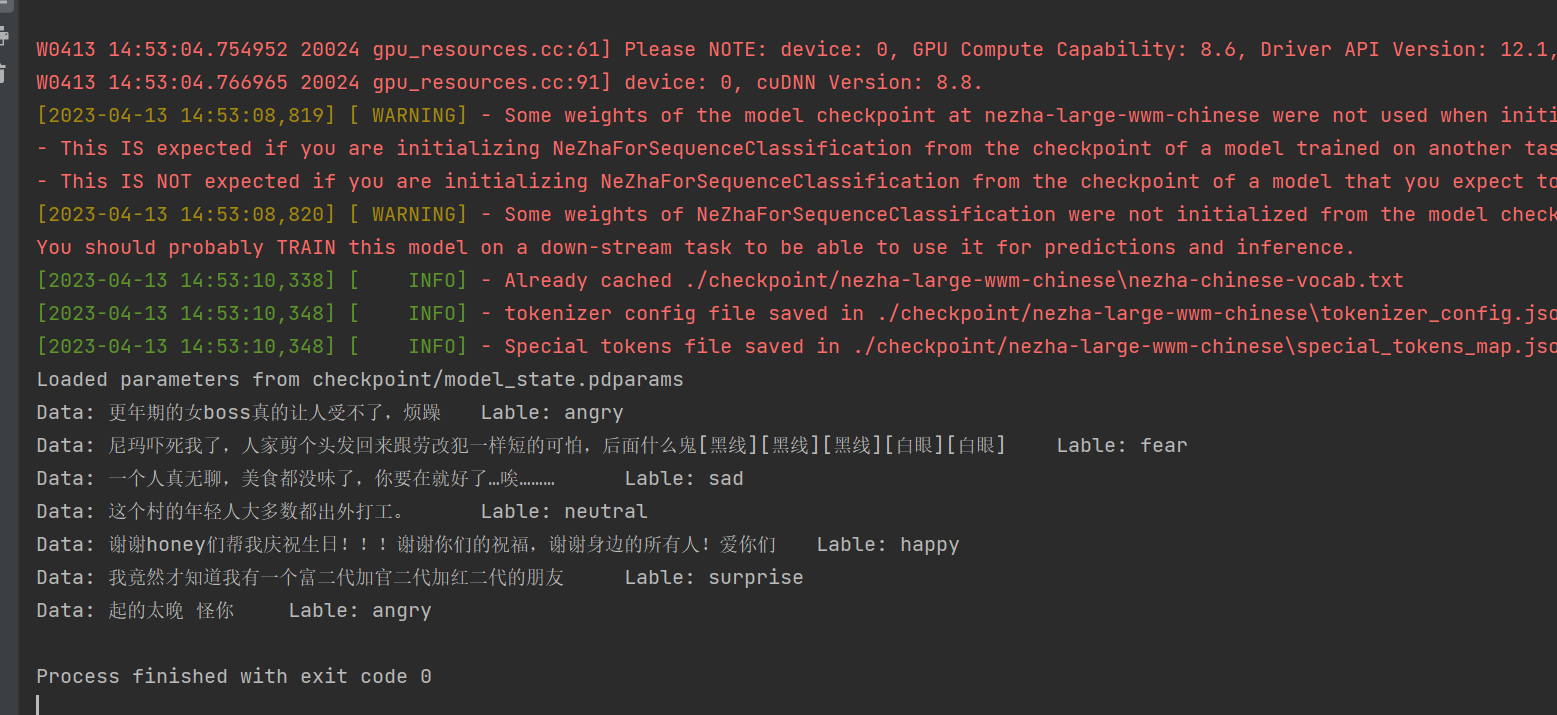 W0413 14:53:04.754952 20024 gpu_resources.cc:61] Please NOTE: device: 0, GPU Compute Capability: 8.6, Driver API Version: 12.1,
W0413 14:53:04.766965 20024 gpu_resources.cc:91] device: 0, cuDNN Version: 8.8.
[2023-04-13 14:53:08,819] [ WARNING] - Some weights of the model checkpoint at nezha-large-wwm-chinese were not used when initi
- This IS expected if you are initializing NeZhaForSequenceClassification from the checkpoint of a model trained on another tas
- This IS NOT expected if you are initializing NeZhaForSequenceClassification from the checkpoint of a model that you expect to
[2023-04-13 14:53:08,820] [ WARNING] - Some weights of NeZhaForSequenceClassification were not initialized from the model check
You should probably TRAIN this model on a down-stream task to be able to use it for predictions and inference.
[2023-04-13 14:53:10,338] [    INFO] - Already cached ./checkpoint/nezha-large-wwm-chinese\nezha-chinese-vocab.txt
[2023-04-13 14:53:10,348] [    INFO] - tokenizer config file saved in ./checkpoint/nezha-large-wwm-chinese\tokenizer_config.jso
[2023-04-13 14:53:10,348] [    INFO] - Special tokens file saved in ./checkpoint/nezha-large-wwm-chinese\special_tokens_map.jso
Loaded parameters from checkpoint/model_state.pdparams
Data: 更年期的女boss真的让人受不了，烦躁 Lable: angry
Data: 尼玛吓死我了，人家剪个头发回来跟劳改犯一样短的可怕，后面什么鬼[黑线][黑线][黑线][白眼][白眼] Lable: fear
Data: 一个人真无聊，美食都没味了，你要在就好了…唉……… Lable: sad
Data: 这个村的年轻人大多数都出外打工。 Lable: neutral
Data: 谢谢honey们帮我庆祝生日！！！谢谢你们的祝福，谢谢身边的所有人！爱你们 Lable: happy
Data: 我竟然才知道我有一个富二代加官二代加红二代的朋友 Lable: surprise
Data: 起的太晚 怪你 Lable: angry
Process finished with exit code 0